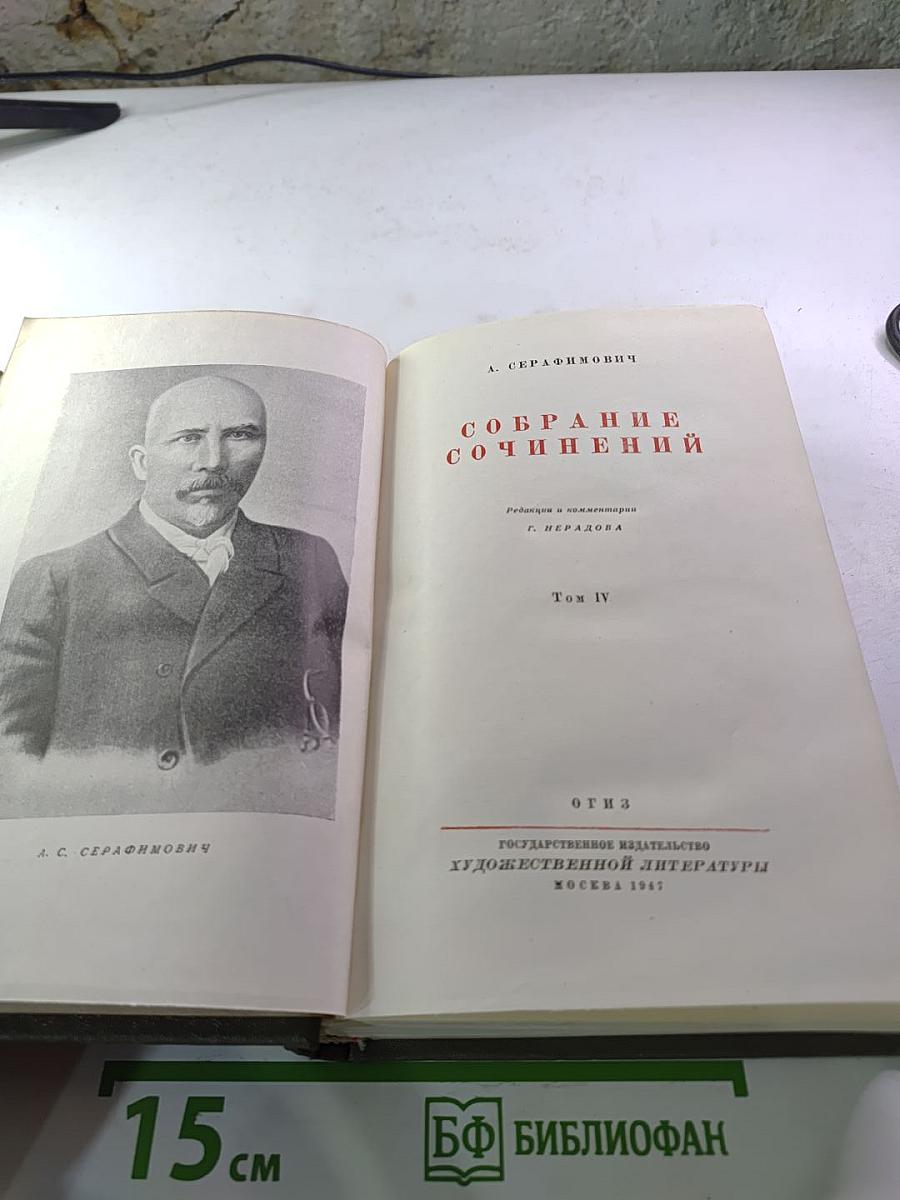 А. С. СЕРАФИМОВИЧ
А. СЕРАФИМОВИЧ
СОБРАНИЕ
СОЧИНЕНИЙ
Редакция и комментарии
Г. НЕРАДОВА
Том IV
ОГИЗ
ГОСУДАРСТВЕННОЕ ИЗДАТЕЛЬСТВО
ХУДОЖЕСТВЕННОЙ ЛИТЕРАТУРЫ
МОСКВА 1947
15 см
БФ БИБЛИОФАН